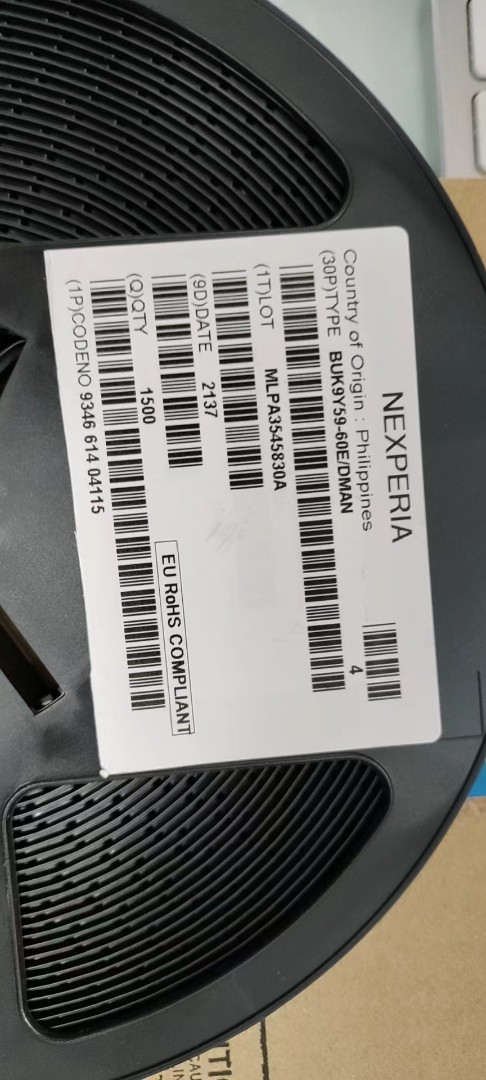 NEXPERIA
Country of Origin : Philippines
4
(30P)TYPE BUK9Y59-60E/DMAN
(1T)LOT MLPA3545830A
(9D)DATE 2137
(Q)QTY 1500
EU RoHS COMPLIANT
(1P)CODENO 9346 614 04115